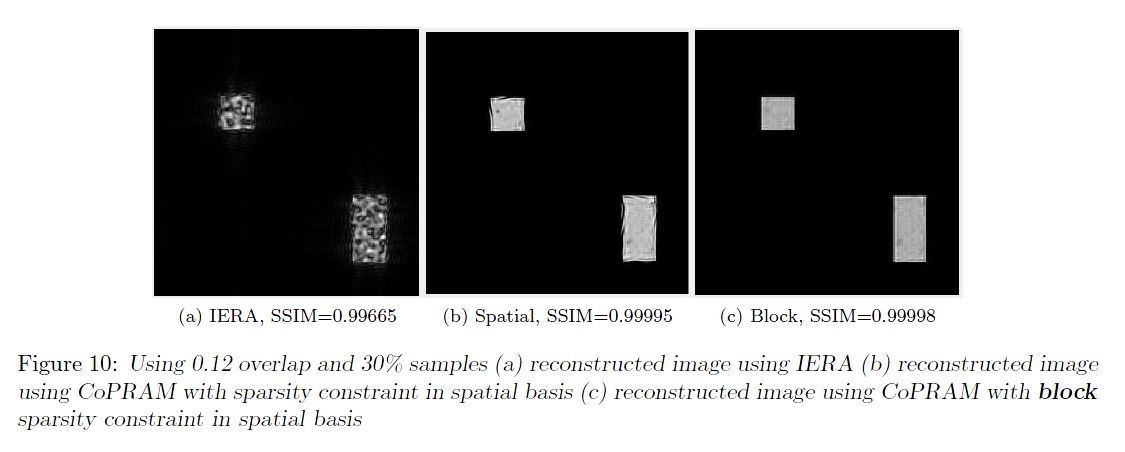 (a) IERA, SSIM=0.99665
(b) Spatial, SSIM=0.99995
(c) Block, SSIM=0.99998
Figure 10: Using 0.12 overlap and 30% samples (a) reconstructed image using IERA (b) reconstructed image
using CoPRAM with sparsity constraint in spatial basis (c) reconstructed image using CoPRAM with block
sparsity constraint in spatial basis